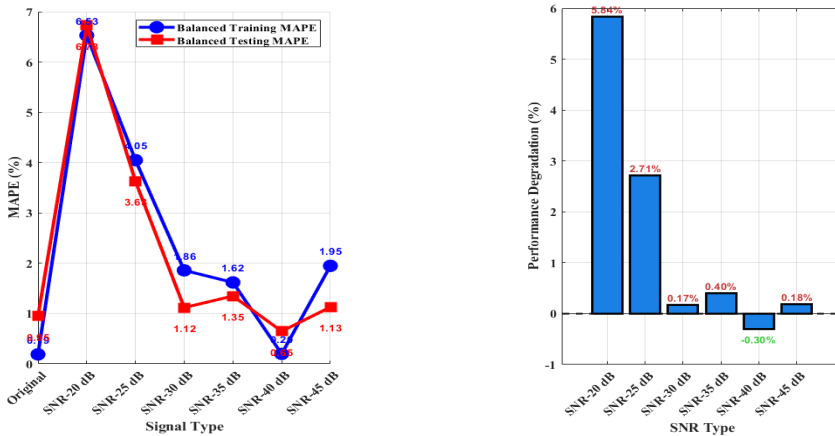 7
6
5
4
3
2
1
0
MAPE (%)
Balanced Training MAPE
Balanced Testing MAPE
6.53
4.05
3.63
1.86
1.12
1.62
1.35
1.95
1.13
Original
SNR-20 dB
SNR-25 dB
SNR-30 dB
SNR-35 dB
SNR-40 dB
SNR-45 dB
Signal Type
6
5
4
3
2
1
0
-1
Performance Degradation (%)
5.84%
2.71%
0.17%
0.40%
-0.30%
0.18%
SNR-20 dB
SNR-25 dB
SNR-30 dB
SNR-35 dB
SNR-40 dB
SNR-45 dB
SNR Type